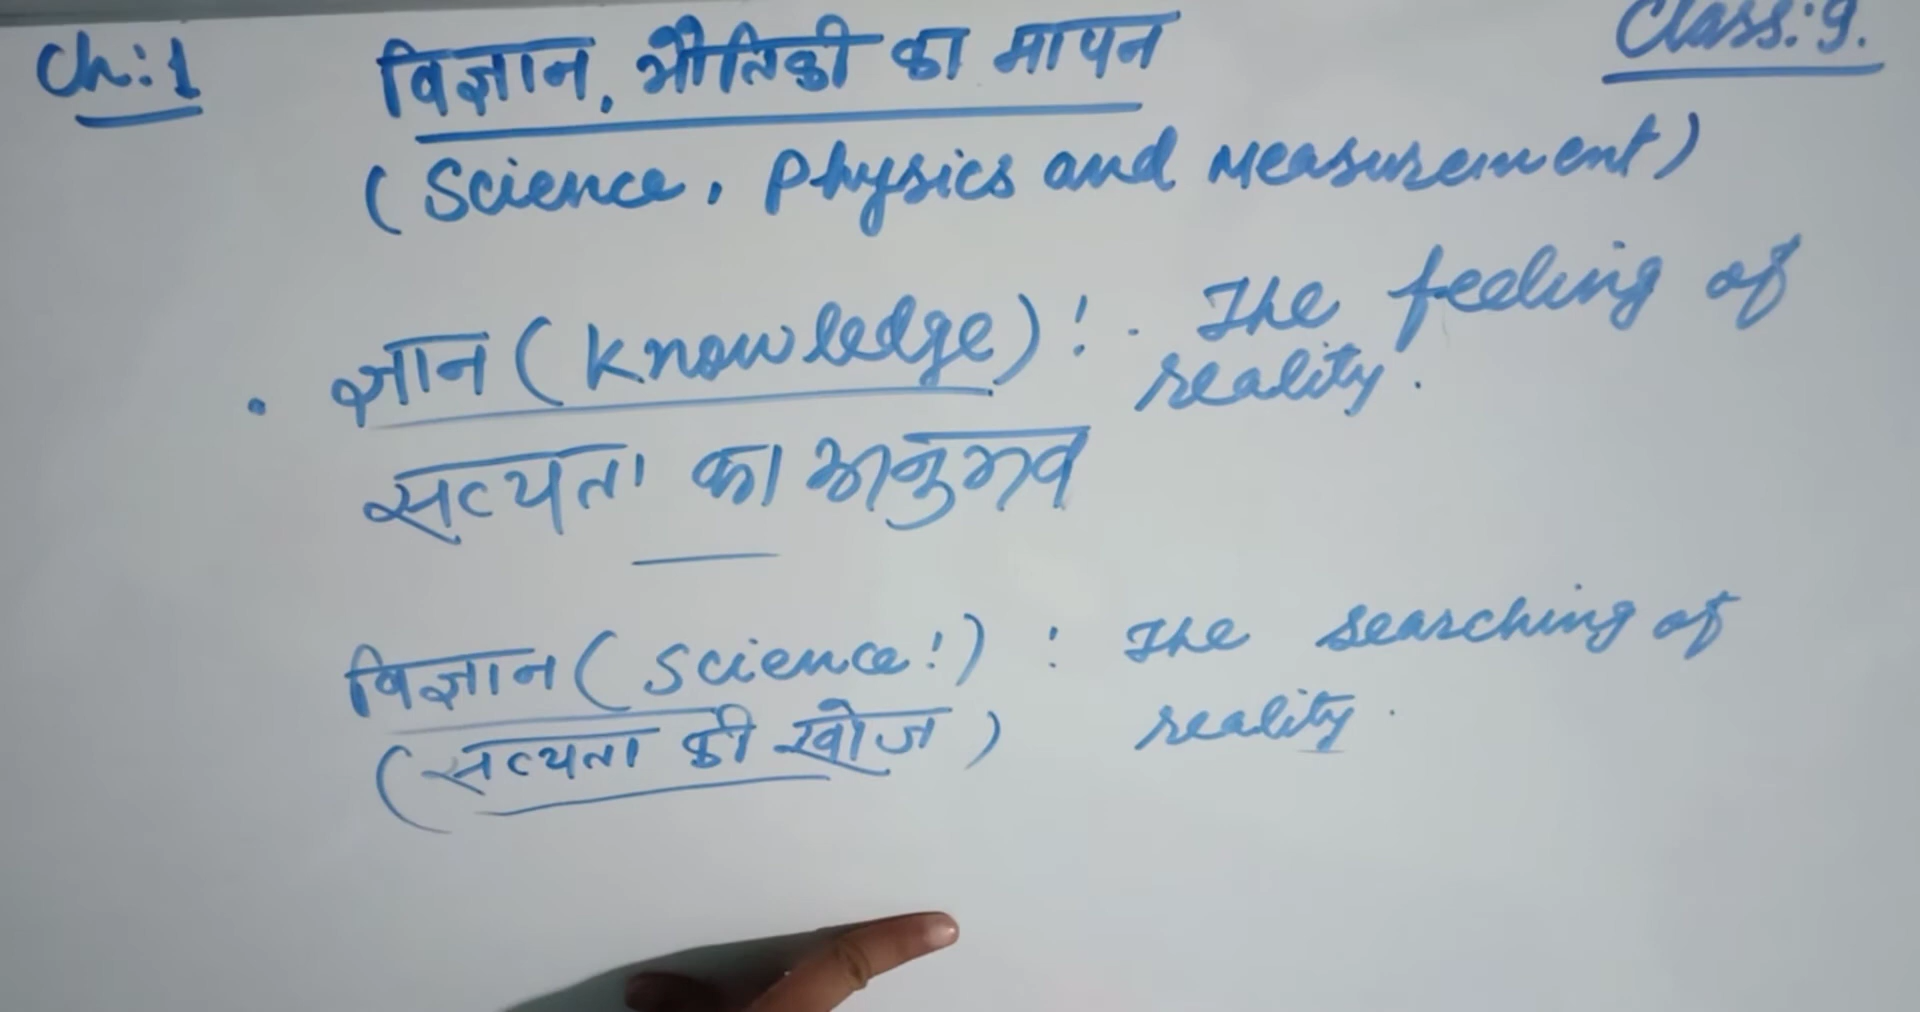 Ch:1 विज्ञान, भौतिकी का मापन Class:9.
(Science, Physics and Measurement)
• ज्ञान (Knowledge) : . The feeling of
reality.
सत्यता का अनुभव
विज्ञान (Science!) : The searching of
(सत्यता की खोज) reality.